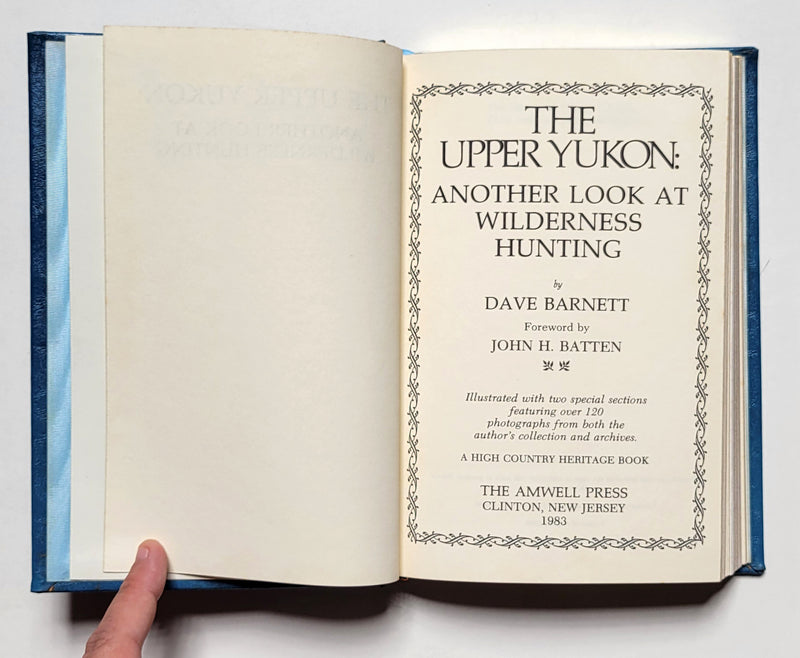 THE
UPPER YUKON:
ANOTHER LOOK AT
WILDERNESS
HUNTING
by
DAVE BARNETT
Foreword by
JOHN H. BATTEN
Illustrated with two special sections
featuring over 120
photographs from both the
author's collection and archives.
A HIGH COUNTRY HERITAGE BOOK
THE AMWELL PRESS
CLINTON, NEW JERSEY
1983